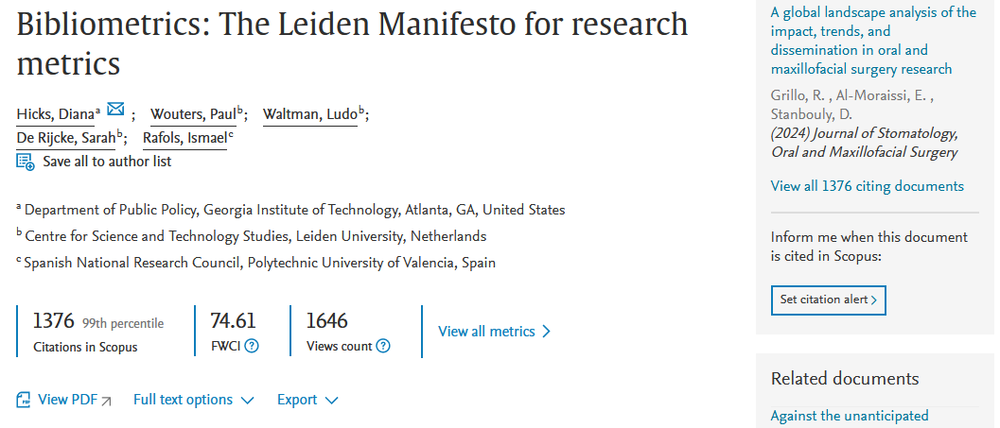 Bibliometrics: The Leiden Manifesto for research
metrics
Hicks, Diana^a ; Wouters, Paul^b; Waltman, Ludo^b;
De Rijcke, Sarah^b; Rafols, Ismael^c
Save all to author list
^a Department of Public Policy, Georgia Institute of Technology, Atlanta, GA, United States
^b Centre for Science and Technology Studies, Leiden University, Netherlands
^c Spanish National Research Council, Polytechnic University of Valencia, Spain
1376 99th percentile
Citations in Scopus
74.61
FWCI ?
1646
Views count ?
View all metrics >
View PDF
Full text options
Export
A global landscape analysis of the
impact, trends, and
dissemination in oral and
maxillofacial surgery research
Grillo, R. , Al-Moraissi, E. ,
Stanbouly, D.
(2024) Journal of Stomatology,
Oral and Maxillofacial Surgery
View all 1376 citing documents
Inform me when this document
is cited in Scopus:
Set citation alert >
Related documents
Against the unanticipated